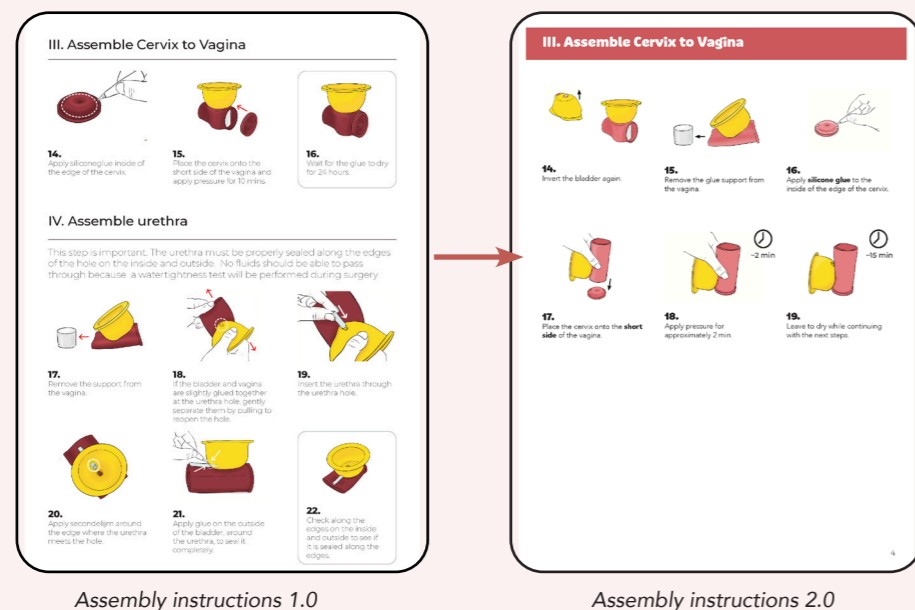 III. Assemble Cervix to Vagina
14.
Apply siliconeglue inside of
the edge of the cervix.
15.
Place the cervix onto the
short side of the vagina and
apply pressure for 10 mins.
16.
Wait for the glue to dry
for 24 hours.
IV. Assemble urethra
This step is important. The urethra must be properly sealed along the edges
of the hole on the inside and outside. No fluids should be able to pass
through because a watertightness test will be performed during surgery.
17.
Remove the support from
the vagina.
18.
If the bladder and vagina
are slightly glued together
at the urethra hole, gently
separate them by pulling to
reopen the hole.
19.
Insert the urethra through
the urethra hole.
20.
Apply secondelijm around
the edge where the urethra
meets the hole.
21.
Apply glue on the outside
of the bladder, around
the urethra, to seal it
completely.
22.
Check along the
edges on the inside
and outside to see if
it is sealed along the
edges.
Assembly instructions 1.0
III. Assemble Cervix to Vagina
14.
Invert the bladder again.
15.
Remove the glue support from
the vagina.
16.
Apply silicone glue to the
inside of the edge of the cervix.
17.
Place the cervix onto the short
side of the vagina.
~2 min
18.
Apply pressure for
approximately 2 min.
~15 min
19.
Leave to dry while continuing
with the next steps.
4
Assembly instructions 2.0